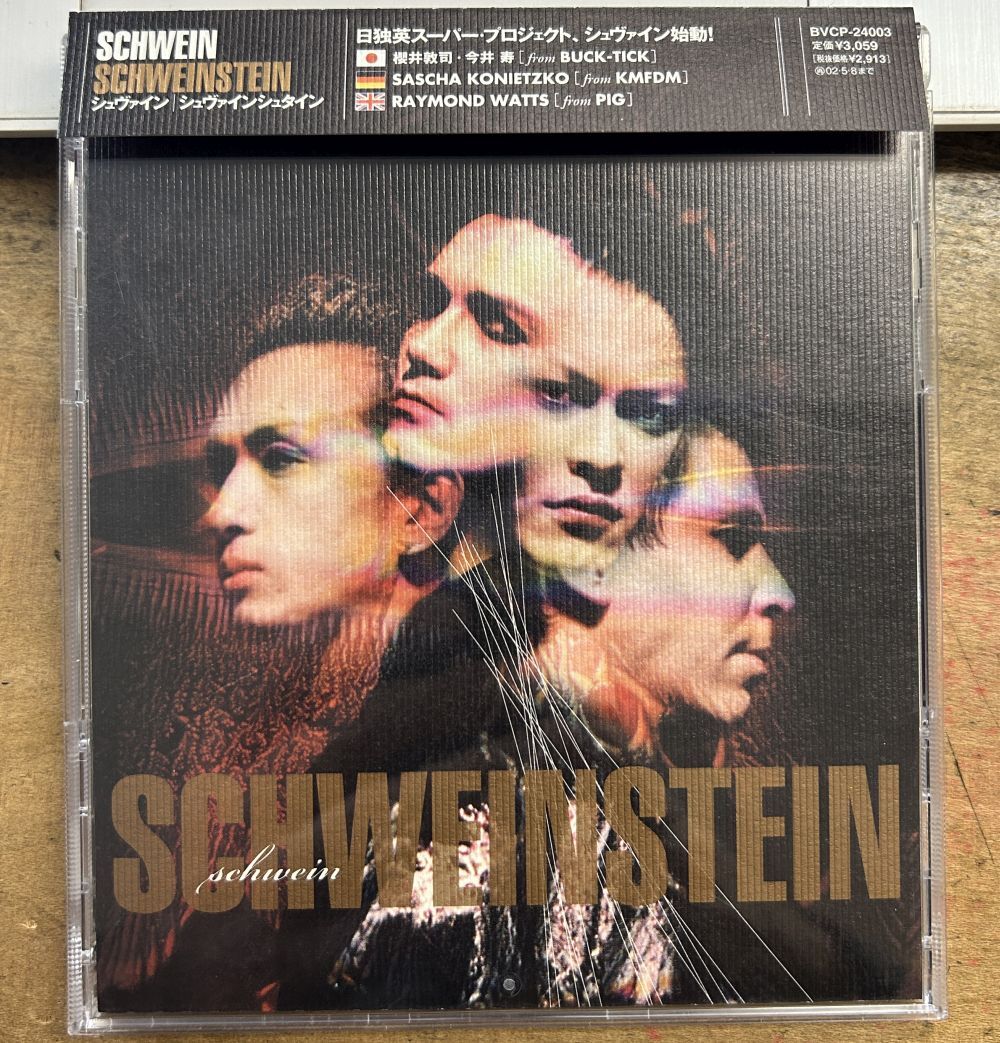 SCHWEIN
SCHWEINSTEIN
シュヴァイン｜シュヴァインシュタイン
日独英スーパー・プロジェクト、シュヴァイン始動！
櫻井敦司・今井 寿［from BUCK-TICK］
SASCHA KONIETZKO［from KMFDM］
RAYMOND WATTS［from PIG］
BVCP-24003
定価¥3,059
［税抜価格¥2,913］
㋐02・5・8まで
SCHWEINSTEIN
schwein